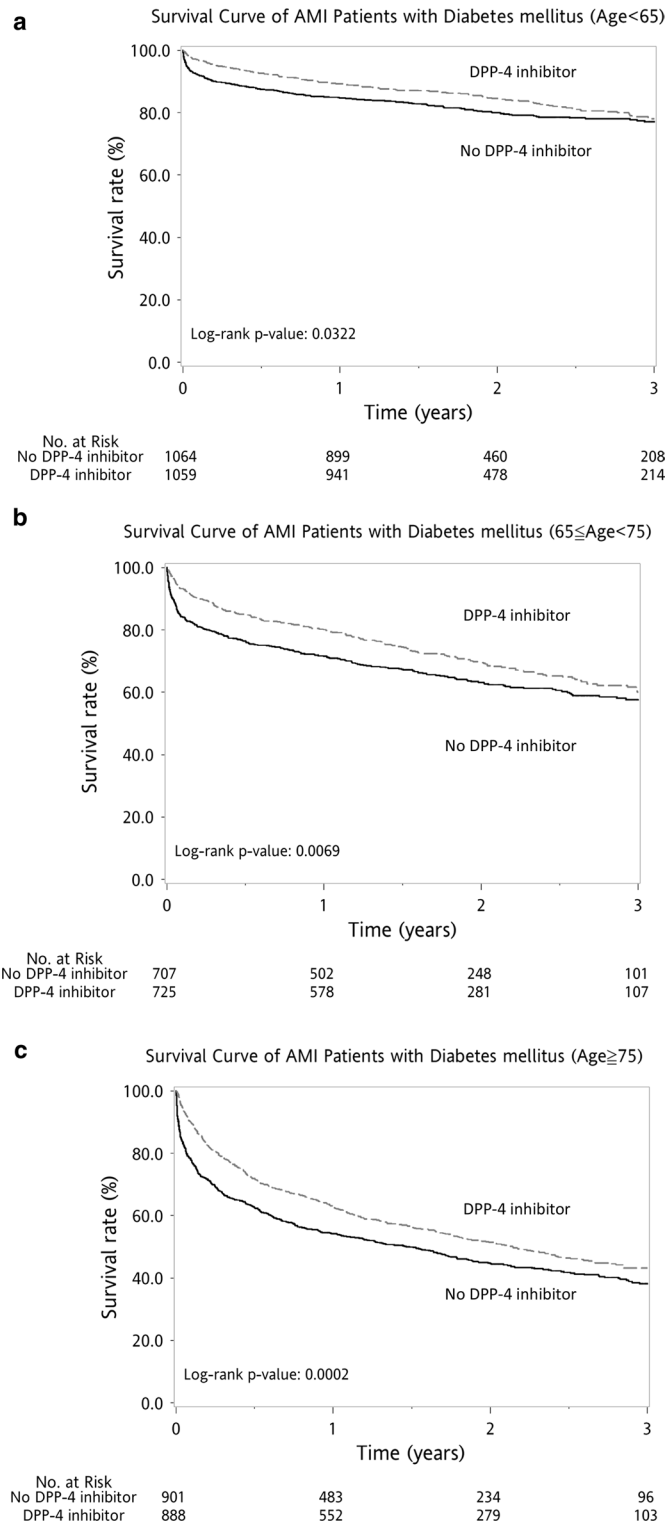 a
Survival Curve of AMI Patients with Diabetes mellitus (Age<65)
100.0
80.0
60.0
40.0
20.0
0.0
Survival rate (%)
DPP-4 inhibitor
No DPP-4 inhibitor
Log-rank p-value: 0.0322
0 1 2 3
Time (years)
No. at Risk
No DPP-4 inhibitor 1064 899 460 208
DPP-4 inhibitor 1059 941 478 214
b
Survival Curve of AMI Patients with Diabetes mellitus (65≦Age<75)
100.0
80.0
60.0
40.0
20.0
0.0
Survival rate (%)
DPP-4 inhibitor
No DPP-4 inhibitor
Log-rank p-value: 0.0069
0 1 2 3
Time (years)
No. at Risk
No DPP-4 inhibitor 707 502 248 101
DPP-4 inhibitor 725 578 281 107
c
Survival Curve of AMI Patients with Diabetes mellitus (Age≧75)
100.0
80.0
60.0
40.0
20.0
0.0
Survival rate (%)
DPP-4 inhibitor
No DPP-4 inhibitor
Log-rank p-value: 0.0002
0 1 2 3
Time (years)
No. at Risk
No DPP-4 inhibitor 901 483 234 96
DPP-4 inhibitor 888 552 279 103